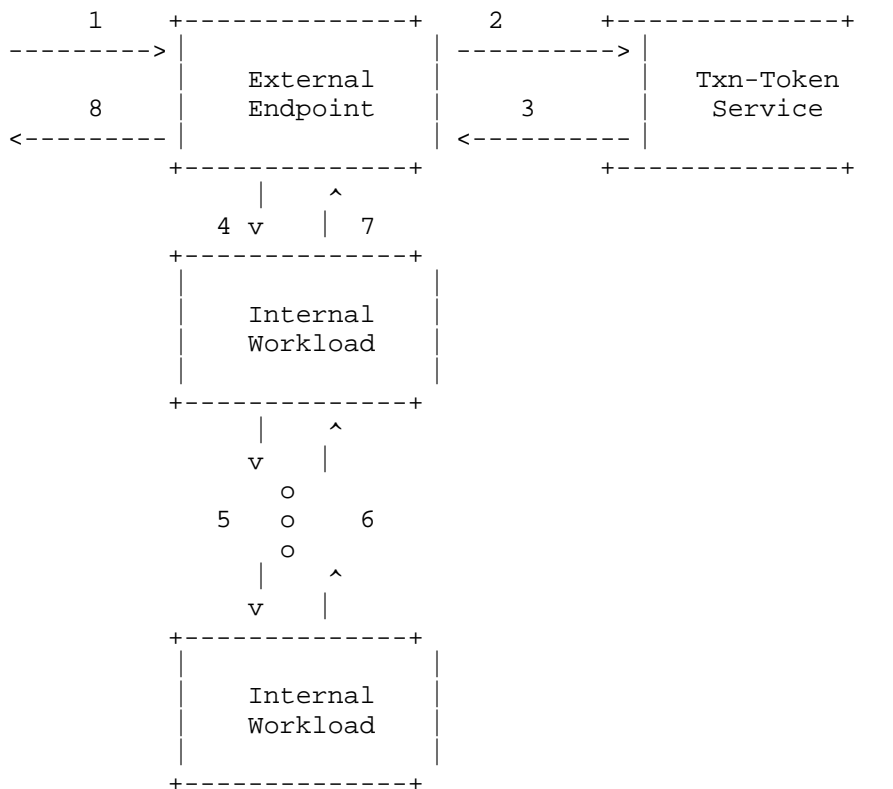 1 2
External Txn-Token
8 Endpoint 3 Service
4 v 7
Internal
Workload
v
o
5 o 6
o
v
Internal
Workload